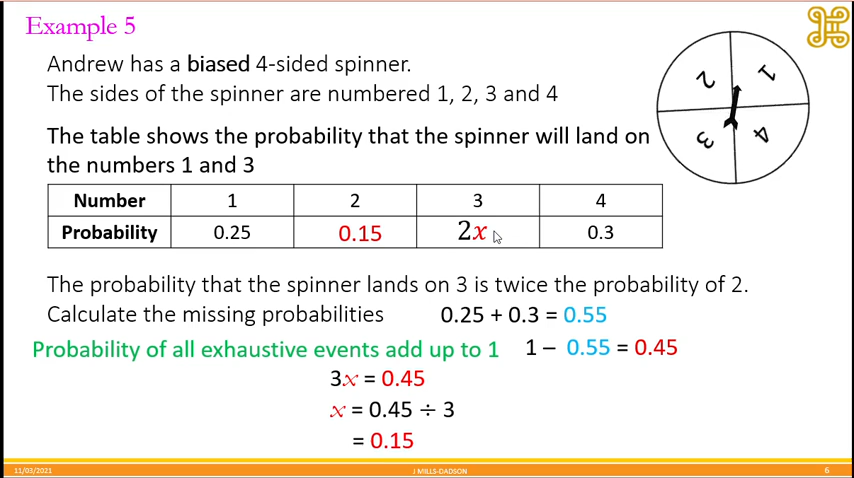 Example 5
Andrew has a biased 4-sided spinner.
The sides of the spinner are numbered 1, 2, 3 and 4
2 1
3 4
The table shows the probability that the spinner will land on
the numbers 1 and 3
Number 1 2 3 4
Probability 0.25 0.15 2x 0.3
The probability that the spinner lands on 3 is twice the probability of 2.
Calculate the missing probabilities 0.25 + 0.3 = 0.55
Probability of all exhaustive events add up to 1 1 – 0.55 = 0.45
3x = 0.45
x = 0.45 ÷ 3
= 0.15
11/03/2021 J MILLS-DADSON 6